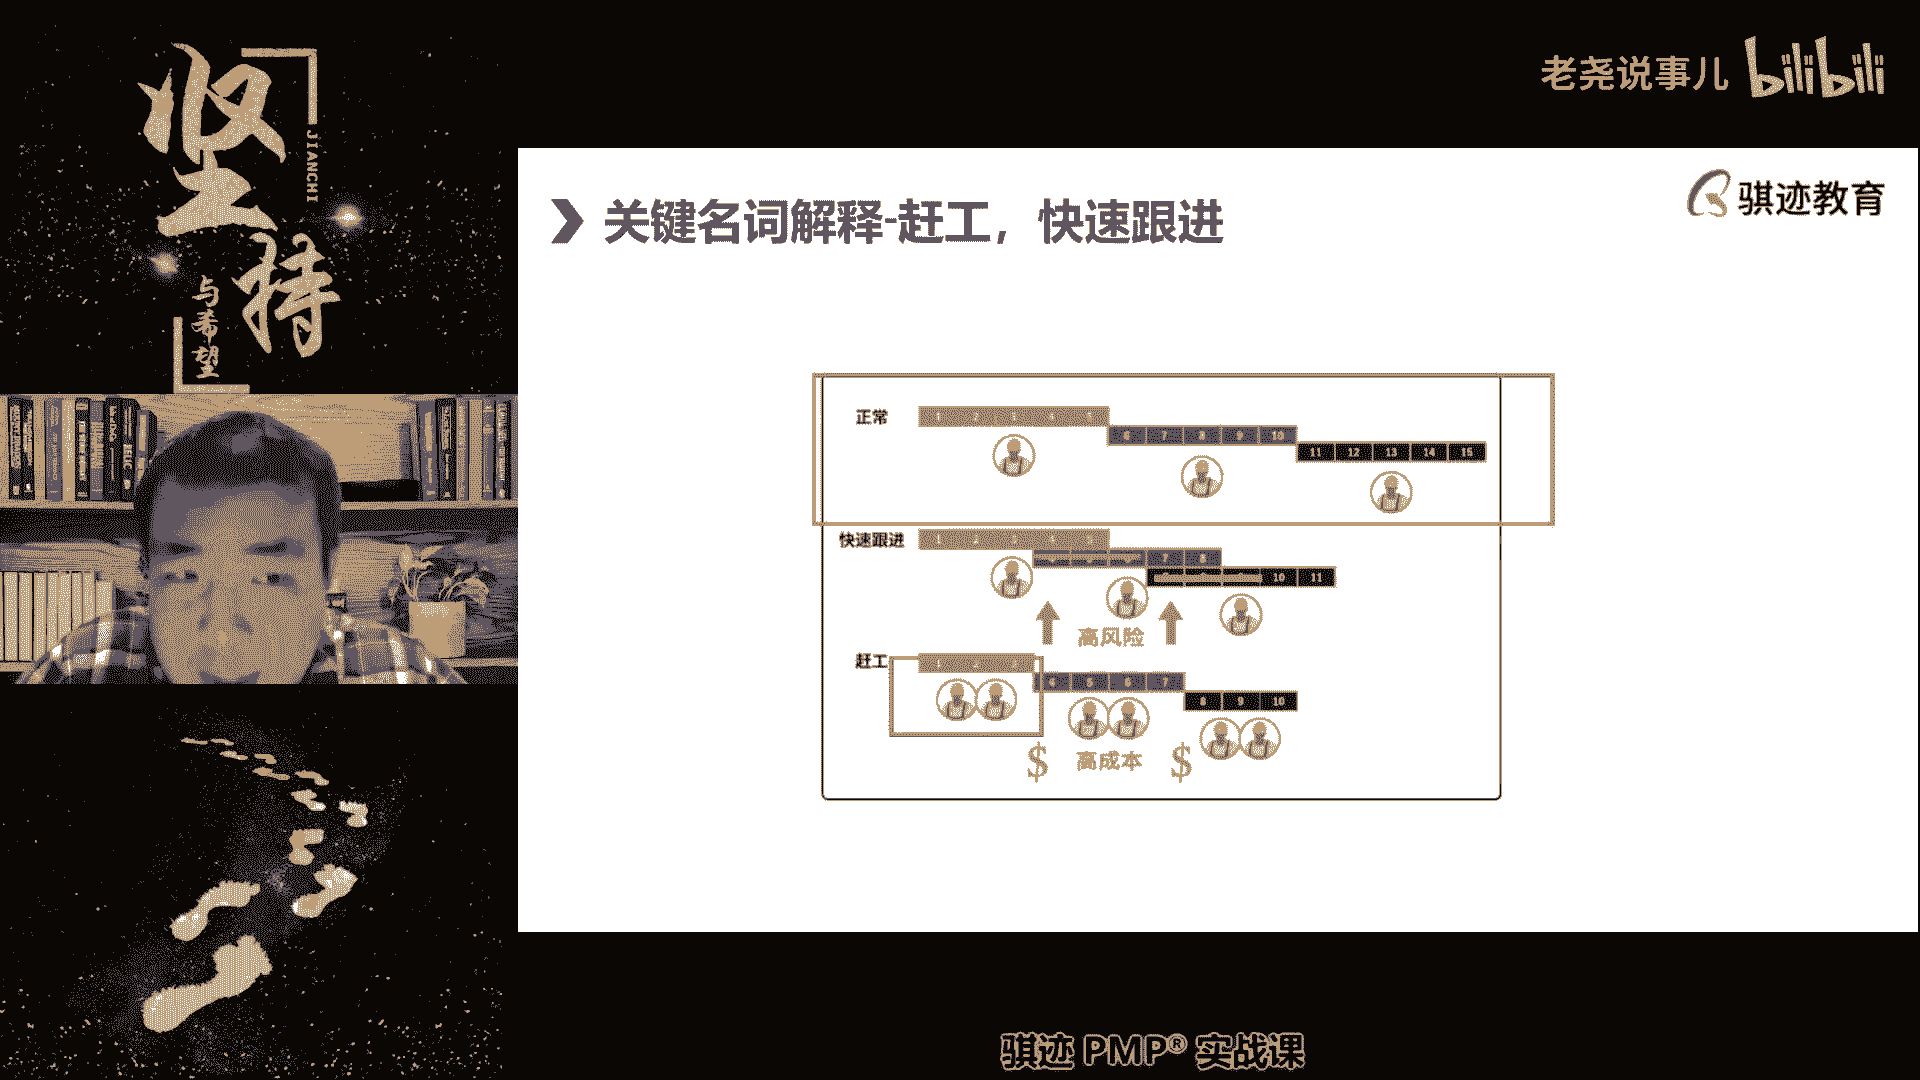 坚持
JIANCHI
与希望
老尧说事儿 bilibili
骐迹教育
关键名词解释-赶工，快速跟进
正常
1 2 3 4 5
6 7 8 9 10
11 12 13 14 15
快速跟进
1 2 3 4 5
6 7 8
10 11
高风险
赶工
1 2 3
4 5 6 7
8 9 10
$ 高成本 $
骐迹 PMP® 实战课